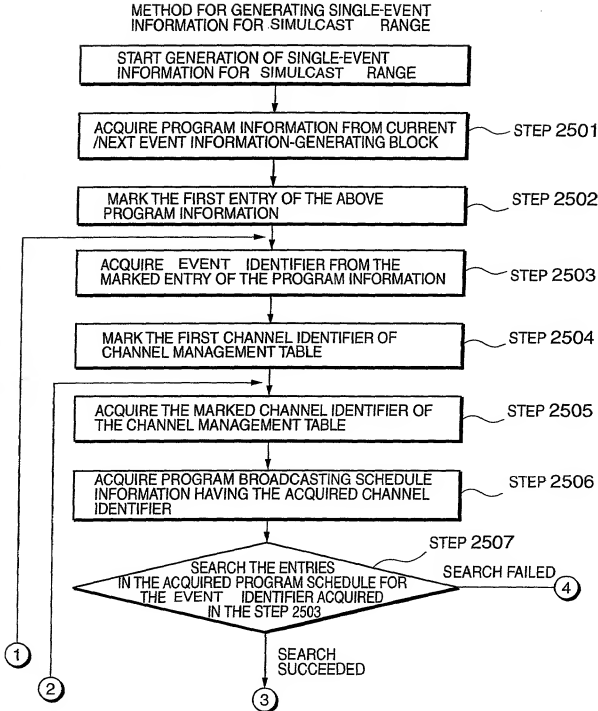 METHOD FOR GENERATING SINGLE-EVENT
INFORMATION FOR SIMULCAST RANGE
START GENERATION OF SINGLE-EVENT
INFORMATION FOR SIMULCAST RANGE
ACQUIRE PROGRAM INFORMATION FROM CURRENT
/NEXT EVENT INFORMATION-GENERATING BLOCK
STEP 2501
MARK THE FIRST ENTRY OF THE ABOVE
PROGRAM INFORMATION
STEP 2502
ACQUIRE EVENT IDENTIFIER FROM THE
MARKED ENTRY OF THE PROGRAM INFORMATION
STEP 2503
MARK THE FIRST CHANNEL IDENTIFIER OF
CHANNEL MANAGEMENT TABLE
STEP 2504
ACQUIRE THE MARKED CHANNEL IDENTIFIER OF
THE CHANNEL MANAGEMENT TABLE
STEP 2505
ACQUIRE PROGRAM BROADCASTING SCHEDULE
INFORMATION HAVING THE ACQUIRED CHANNEL
IDENTIFIER
STEP 2506
STEP 2507
SEARCH THE ENTRIES
IN THE ACQUIRED PROGRAM SCHEDULE FOR
THE EVENT IDENTIFIER ACQUIRED
IN THE STEP 2503
SEARCH FAILED
4
1
SEARCH
SUCCEEDED
2
3